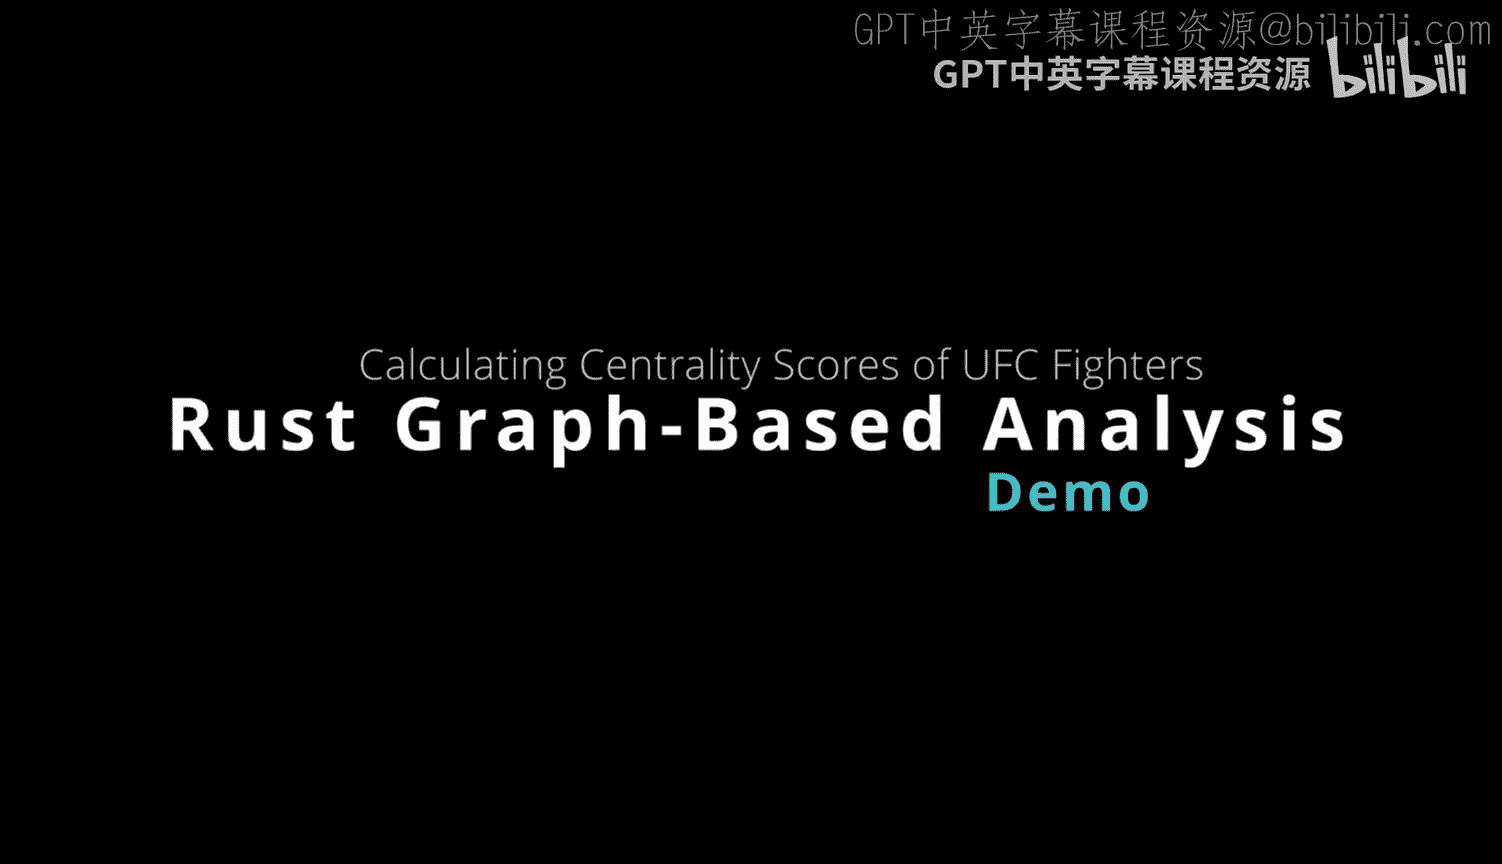 GPT中英字幕课程资源@bilibili.com
GPT中英字幕课程资源 bilibili
Calculating Centrality Scores of UFC Fighters
Rust Graph-Based Analysis
Demo